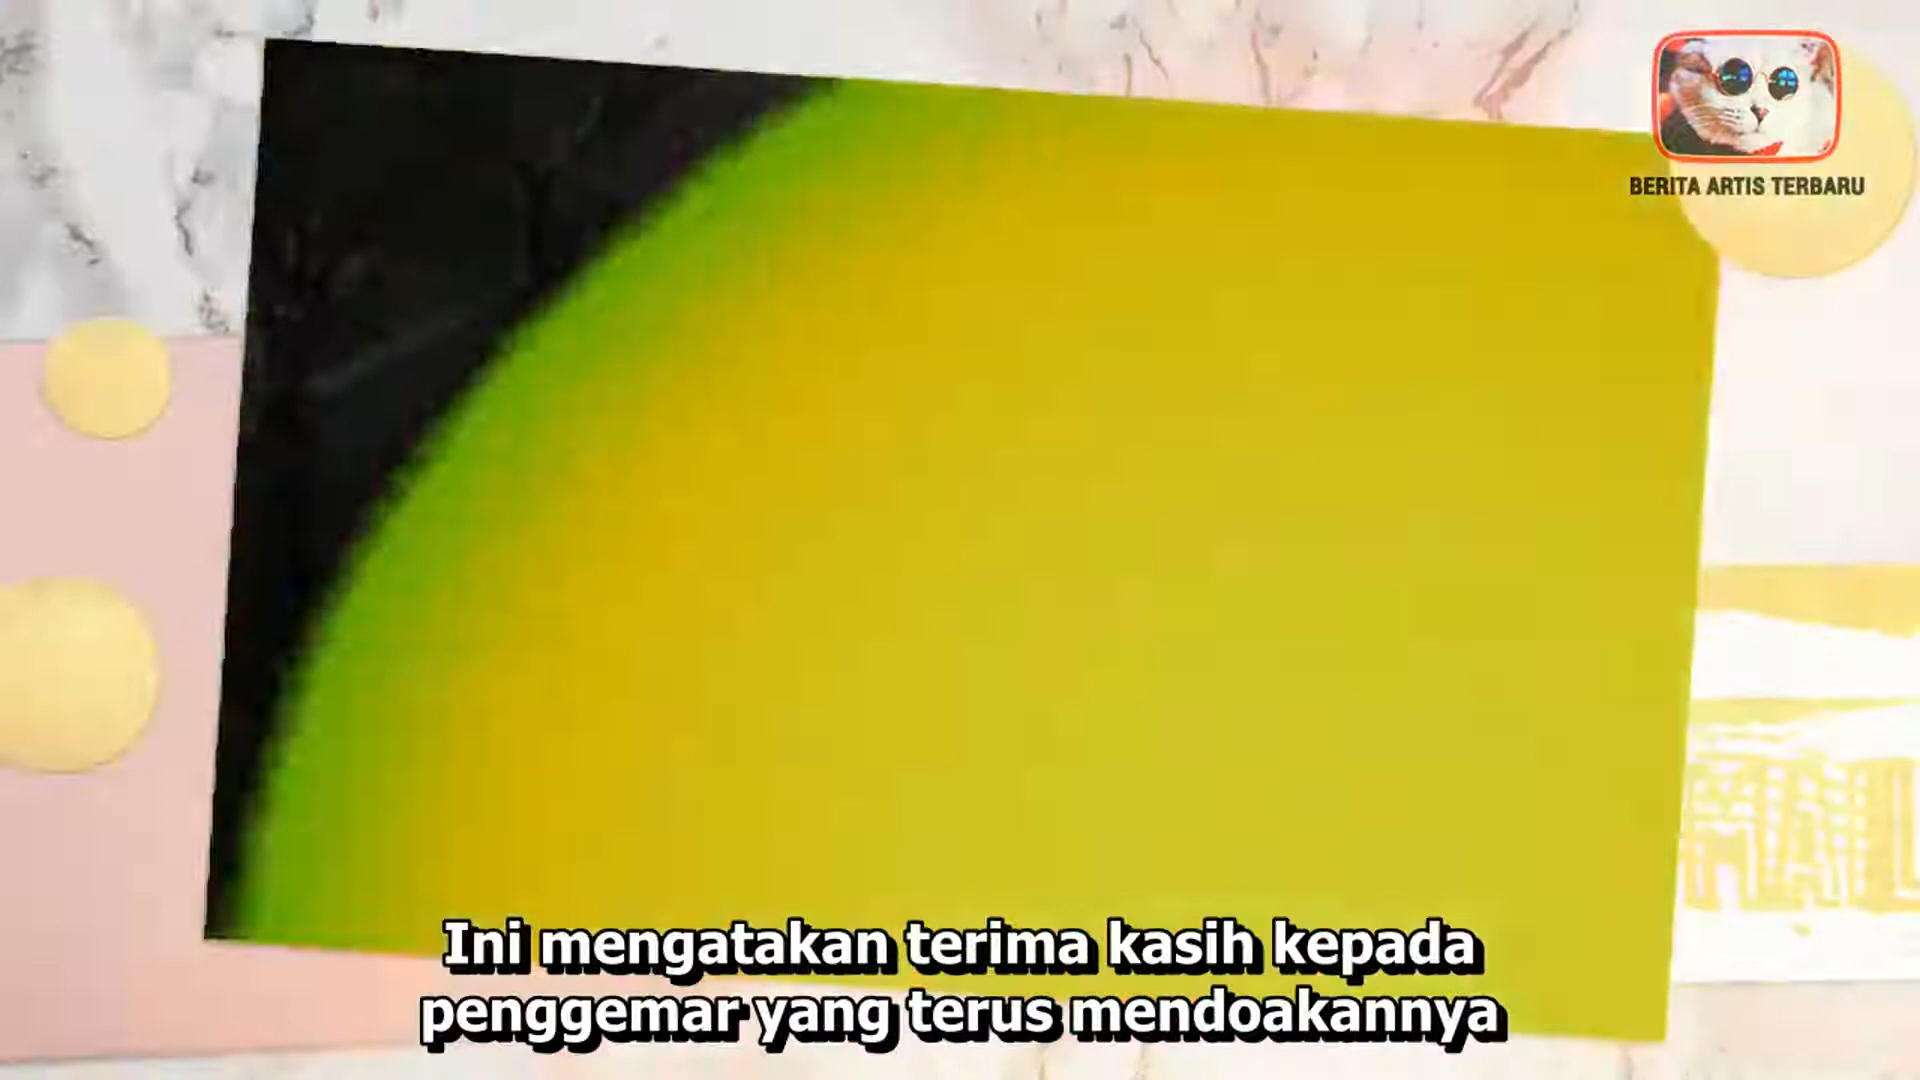 BERITA ARTIS TERBARU
Ini mengatakan terima kasih kepada
penggemar yang terus mendoakannya